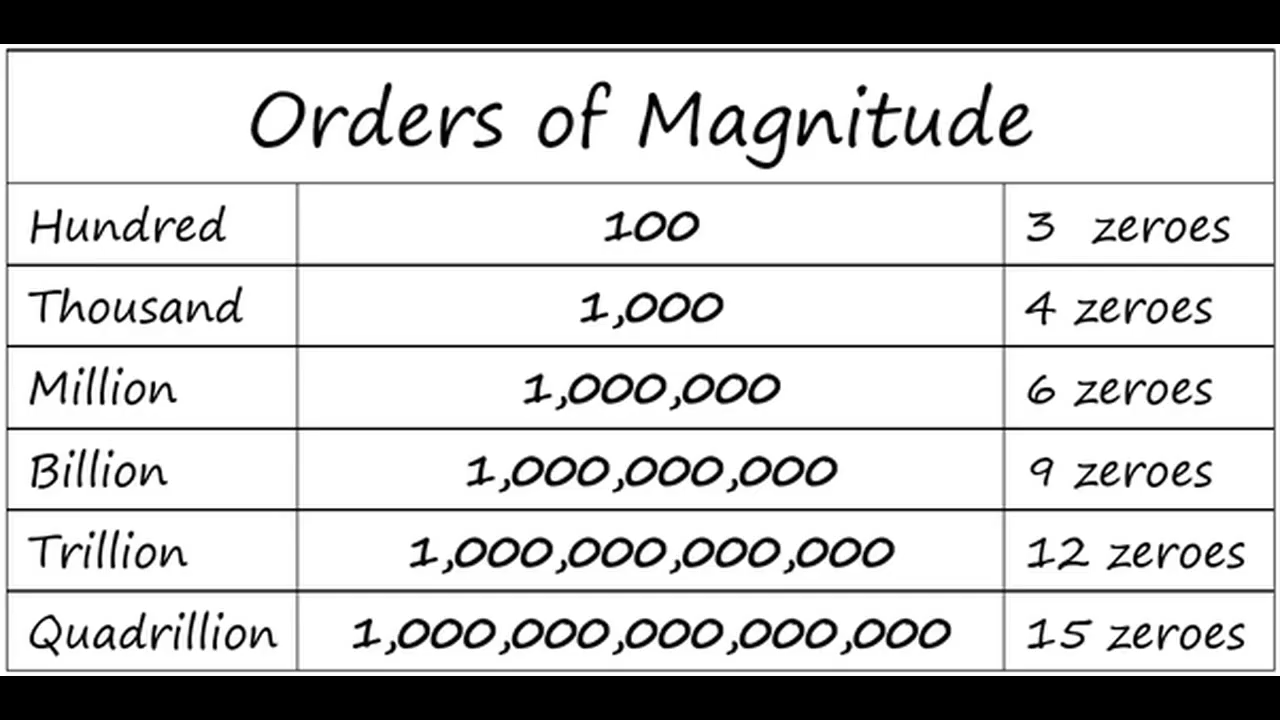 Orders of Magnitude
Hundred 100 3 zeroes
Thousand 1,000 4 zeroes
Million 1,000,000 6 zeroes
Billion 1,000,000,000 9 zeroes
Trillion 1,000,000,000,000 12 zeroes
Quadrillion 1,000,000,000,000,000 15 zeroes